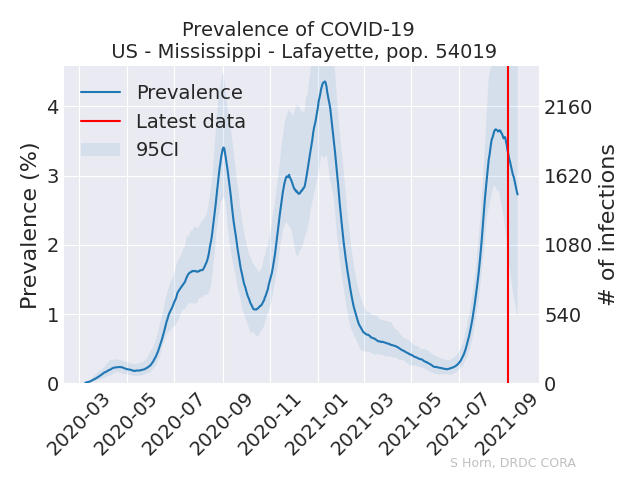 Prevalence of COVID-19
US - Mississippi - Lafayette, pop. 54019
Prevalence
Latest data
95CI
Prevalence (%)
4
3
2
1
0
2160
1620
1080
540
0
# of infections
2020-03
2020-05
2020-07
2020-09
2020-11
2021-01
2021-03
2021-05
2021-07
2021-09
S Horn, DRDC CORA